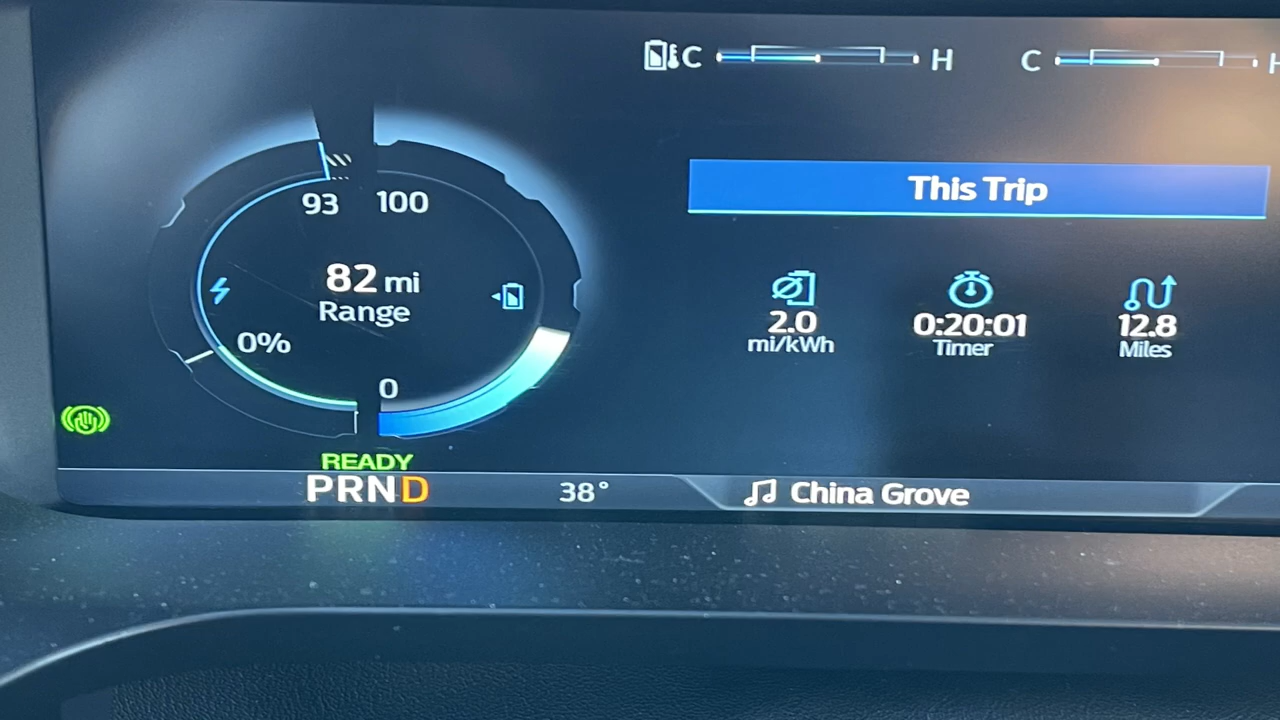 C H C H
This Trip
93 100
82 mi
Range
0%
0
2.0
mi/kWh
0:20:01
Timer
12.8
Miles
READY
PRND
38°
China Grove